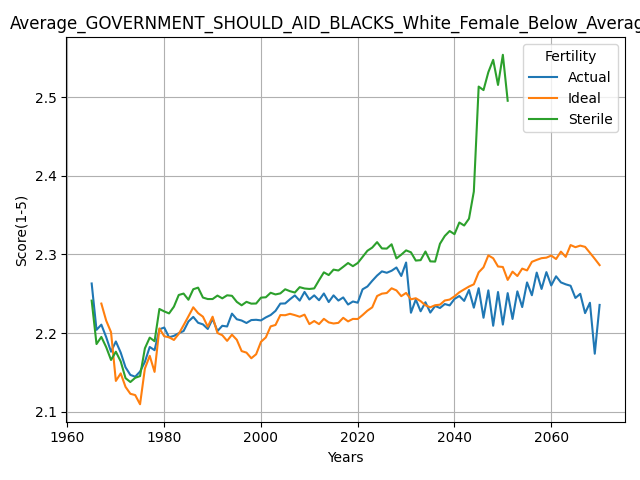 Average_GOVERNMENT_SHOULD_AID_BLACKS_White_Female_Below_Averag
Fertility
Actual
Ideal
Sterile
Score(1-5)
2.5
2.4
2.3
2.2
2.1
1960 1980 2000 2020 2040 2060
Years